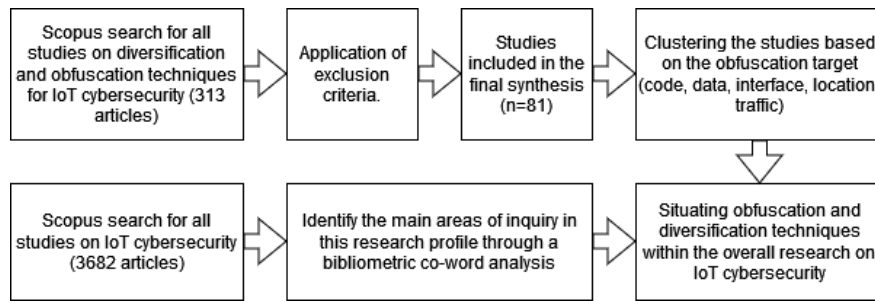 Scopus search for all
studies on diversification
and obfuscation techniques
for IoT cybersecurity (313
articles)
Application of
exclusion
criteria.
Studies
included in the
final synthesis
(n=81)
Clustering the studies based
on the obfuscation target
(code, data, interface, location,
traffic)
Scopus search for all
studies on IoT cybersecurity
(3682 articles)
Identify the main areas of inquiry in
this research profile through a
bibliometric co-word analysis
Situating obfuscation and
diversification techniques
within the overall research on
IoT cybersecurity